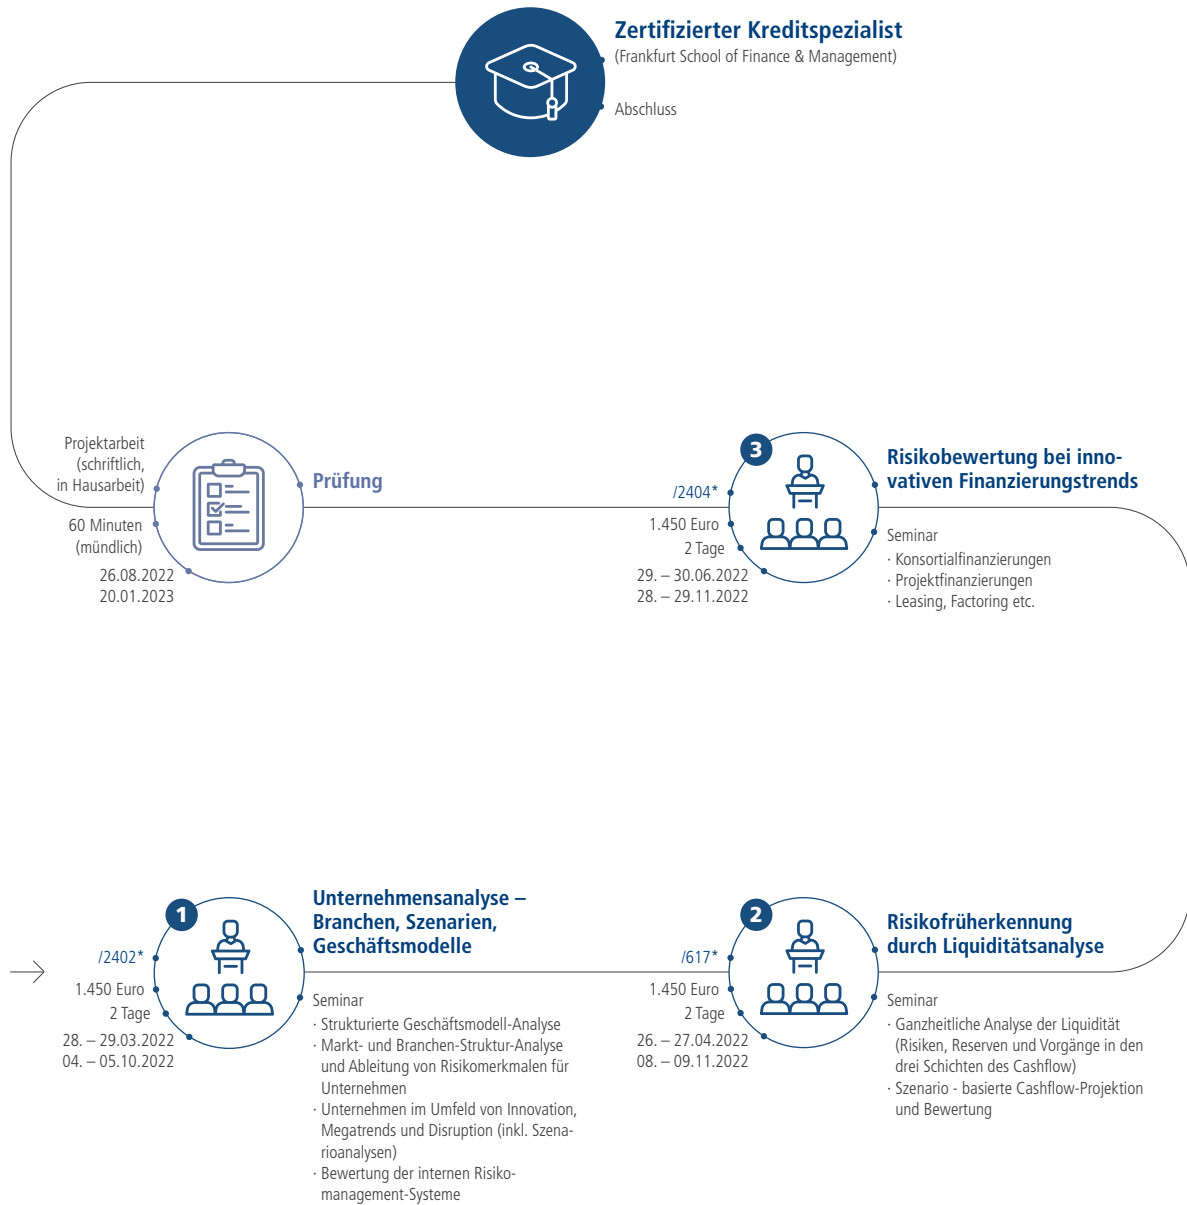 Zertifizierter Kreditspezialist
(Frankfurt School of Finance & Management)
Abschluss
Projektarbeit
(schriftlich,
in Hausarbeit)
60 Minuten
(mündlich)
26.08.2022
20.01.2023
Prüfung
3
/2404*
1.450 Euro
2 Tage
29. – 30.06.2022
28. – 29.11.2022
Risikobewertung bei inno-
vativen Finanzierungstrends
Seminar
· Konsortialfinanzierungen
· Projektfinanzierungen
· Leasing, Factoring etc.
1
/2402*
1.450 Euro
2 Tage
28. – 29.03.2022
04. – 05.10.2022
Unternehmensanalyse –
Branchen, Szenarien,
Geschäftsmodelle
Seminar
· Strukturierte Geschäftsmodell-Analyse
· Markt- und Branchen-Struktur-Analyse
und Ableitung von Risikomerkmalen für
Unternehmen
· Unternehmen im Umfeld von Innovation,
Megatrends und Disruption (inkl. Szena-
rioanalysen)
· Bewertung der internen Risiko-
management-Systeme
2
/617*
1.450 Euro
2 Tage
26. – 27.04.2022
08. – 09.11.2022
Risikofrüherkennung
durch Liquiditätsanalyse
Seminar
· Ganzheitliche Analyse der Liquidität
(Risiken, Reserven und Vorgänge in den
drei Schichten des Cashflow)
· Szenario - basierte Cashflow-Projektion
und Bewertung